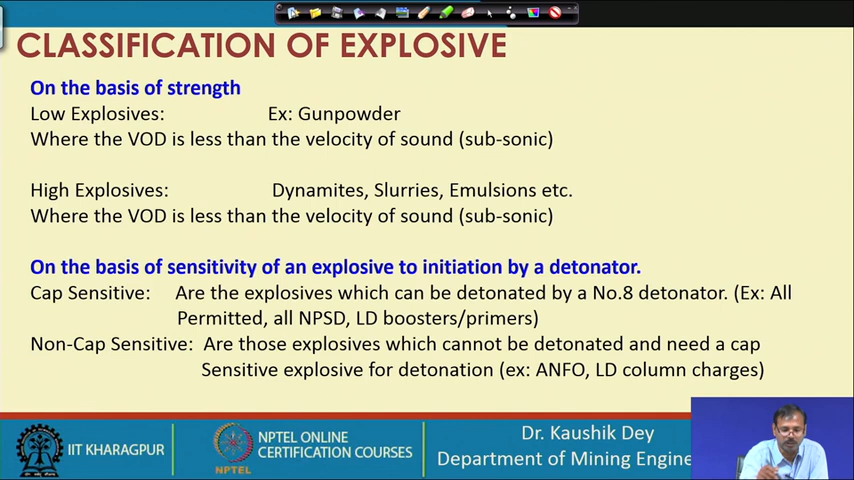 CLASSIFICATION OF EXPLOSIVE
On the basis of strength
Low Explosives: Ex: Gunpowder
Where the VOD is less than the velocity of sound (sub-sonic)
High Explosives: Dynamites, Slurries, Emulsions etc.
Where the VOD is less than the velocity of sound (sub-sonic)
On the basis of sensitivity of an explosive to initiation by a detonator.
Cap Sensitive: Are the explosives which can be detonated by a No.8 detonator. (Ex: All
Permitted, all NPSD, LD boosters/primers)
Non-Cap Sensitive: Are those explosives which cannot be detonated and need a cap
Sensitive explosive for detonation (ex: ANFO, LD column charges)
IIT KHARAGPUR
NPTEL
NPTEL ONLINE
CERTIFICATION COURSES
Dr. Kaushik Dey
Department of Mining Engine